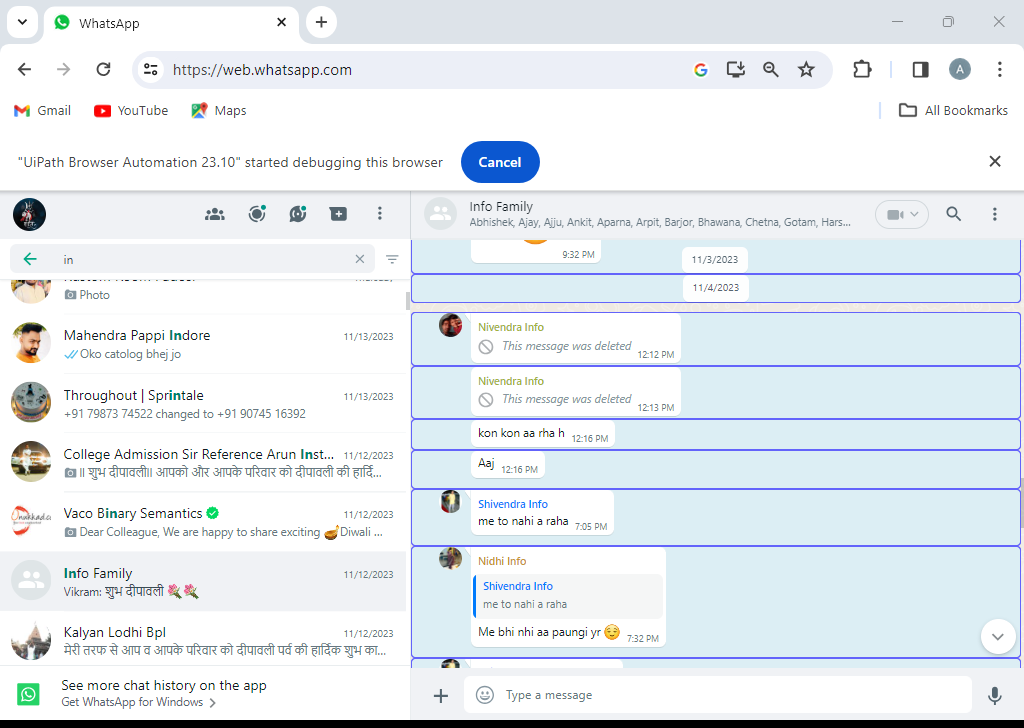 WhatsApp
https://web.whatsapp.com
A
Gmail
YouTube
Maps
All Bookmarks
"UiPath Browser Automation 23.10" started debugging this browser
Cancel
in
Photo
Mahendra Pappi Indore
11/13/2023
Oko catolog bhej jo
Throughout | Sprintale
11/13/2023
+91 79873 74522 changed to +91 90745 16392
College Admission Sir Reference Arun Inst...
11/12/2023
॥ शुभ दीपावली॥ आपको और आपके परिवार को दीपावली की हार्दि...
Vaco Binary Semantics
11/12/2023
Dear Colleague, We are happy to share exciting 🪔Diwali ...
Info Family
11/12/2023
Vikram: शुभ दीपावली 💐💐
Kalyan Lodhi Bpl
11/12/2023
मेरी तरफ से आप व आपके परिवार को दीपावली पर्व की हार्दिक शुभ का...
See more chat history on the app
Get WhatsApp for Windows
Info Family
Abhishek, Ajay, Ajju, Ankit, Aparna, Arpit, Barjor, Bhawana, Chetna, Gotam, Hars...
9:32 PM
11/3/2023
11/4/2023
Nivendra Info
This message was deleted
12:12 PM
Nivendra Info
This message was deleted
12:13 PM
kon kon aa rha h
12:16 PM
Aaj
12:16 PM
Shivendra Info
me to nahi a raha
7:05 PM
Nidhi Info
Shivendra Info
me to nahi a raha
Me bhi nhi aa paungi yr 😌
7:32 PM
Type a message